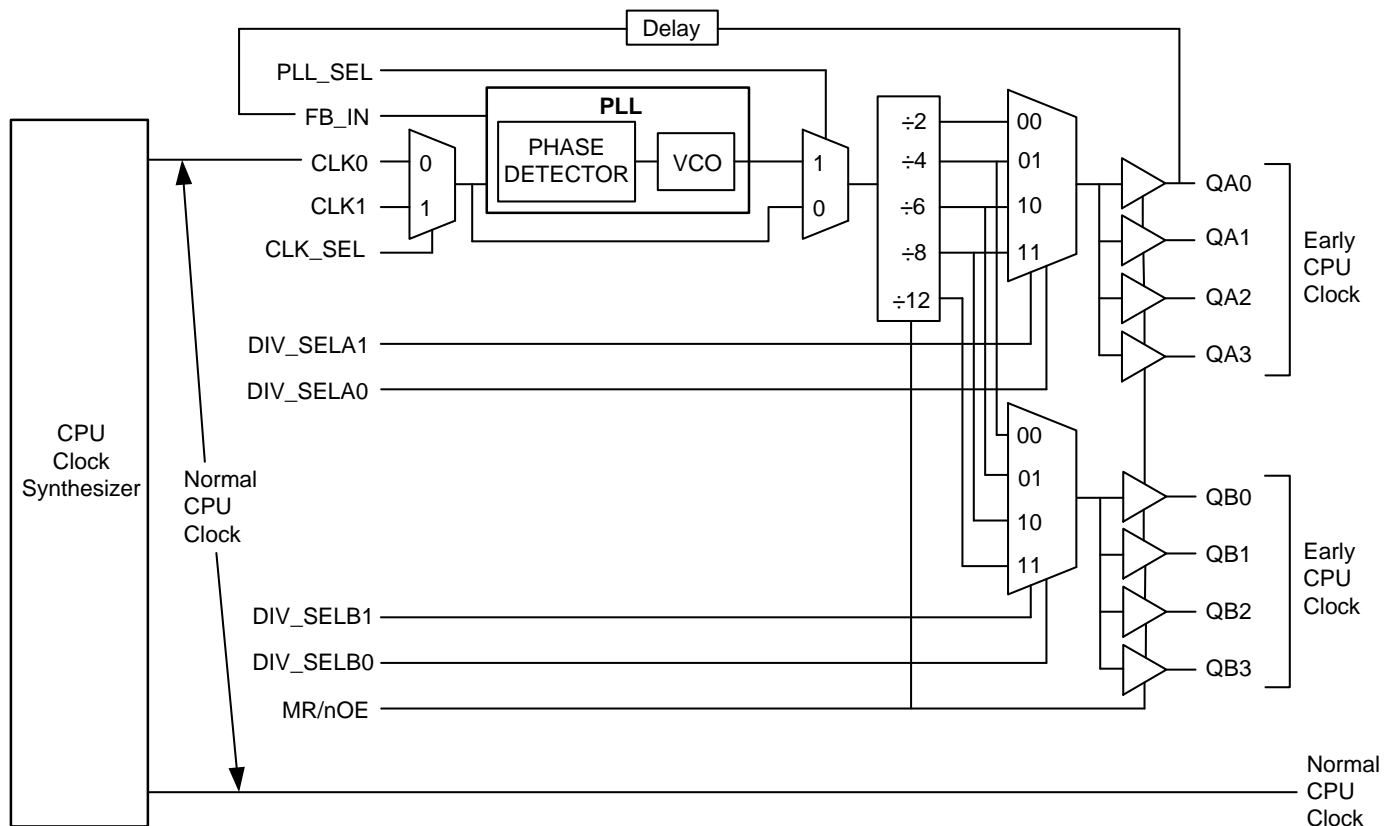 Delay
PLL_SEL
FB_IN
PLL
PHASE
DETECTOR
VCO
CLK0
CLK1
CLK_SEL
0
1
1
0
÷2
÷4
÷6
÷8
÷12
00
01
10
11
QA0
QA1
QA2
QA3
Early
CPU
Clock
DIV_SELA1
DIV_SELA0
CPU
Clock
Synthesizer
Normal
CPU
Clock
00
01
10
11
QB0
QB1
QB2
QB3
Early
CPU
Clock
DIV_SELB1
DIV_SELB0
MR/nOE
Normal
CPU
Clock